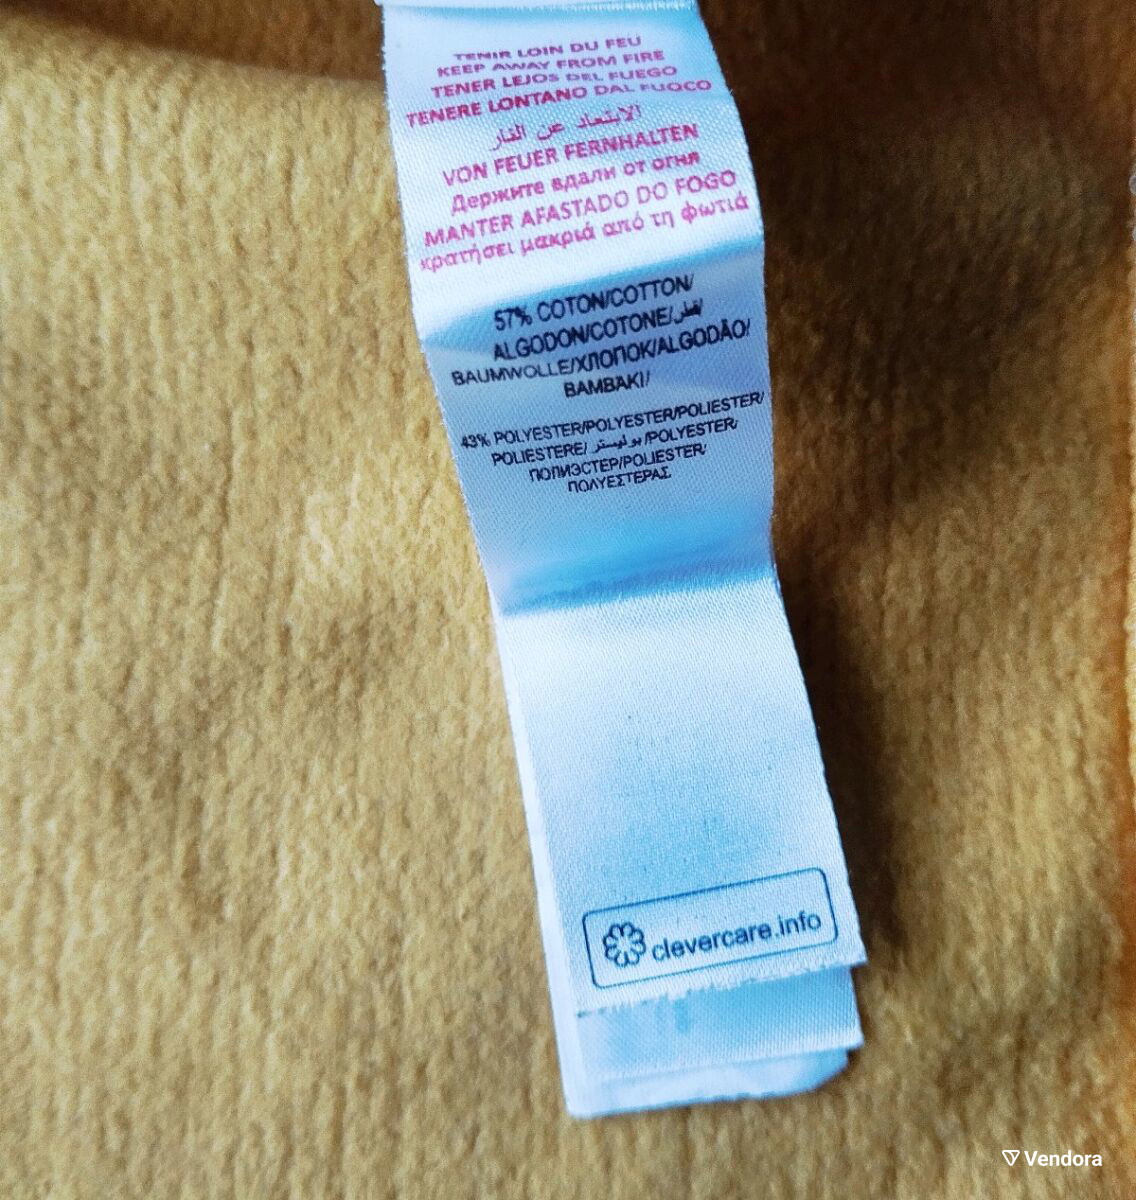 TENIR LOIN DU FEU
KEEP AWAY FROM FIRE
TENER LEJOS DEL FUEGO
TENERE LONTANO DAL FUOCO
الابتعاد عن النار
VON FEUER FERNHALTEN
Держите вдали от огня
MANTER AFASTADO DO FOGO
κρατήσει μακριά από τη φωτιά
57% COTON/COTTON/
ALGODON/COTONE/قطن/
BAUMWOLLE/ХЛОПОК/ALGODÃO/
BAMBAKI/
43% POLYESTER/POLYESTER/POLIESTER/
POLIESTERE/بوليستر/POLYESTER/
ПОЛИЭСТЕР/POLIESTER/
ΠΟΛΥΕΣΤΕΡΑΣ
clevercare.info
Vendora